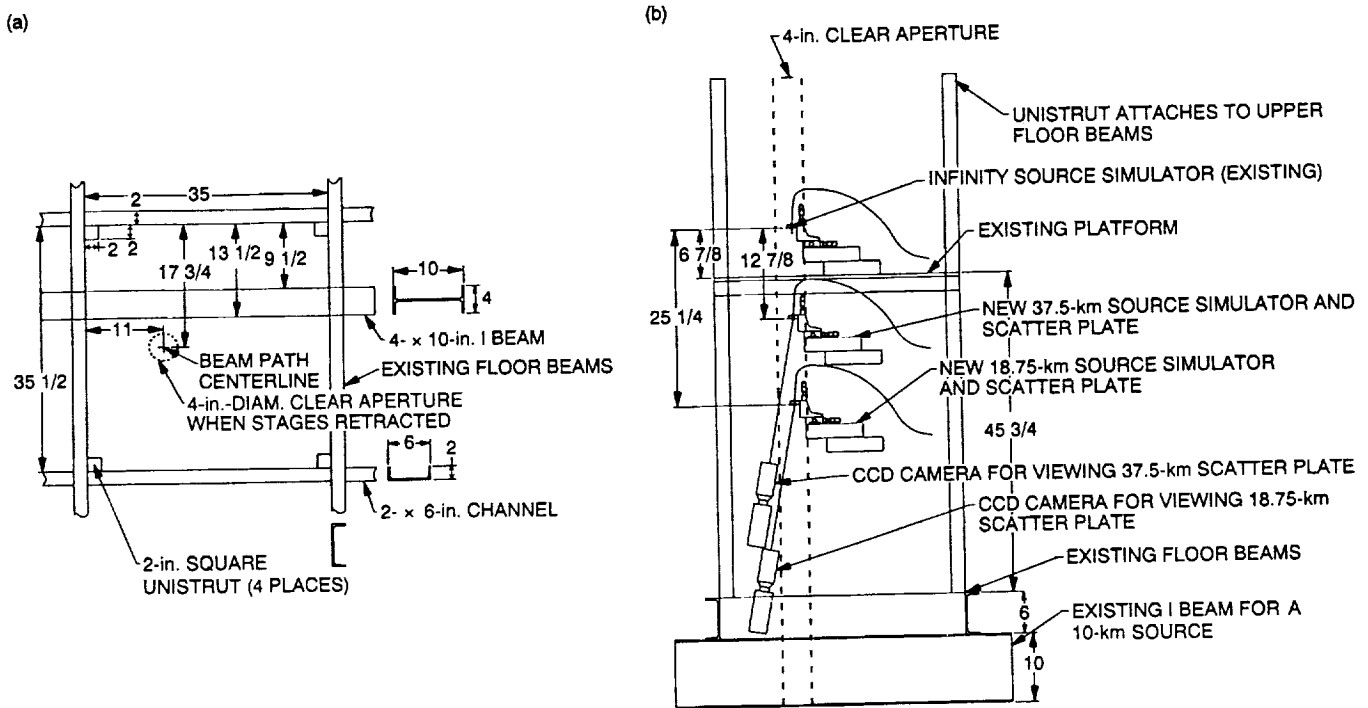 (a)
35
2
2
2
17 3/4
13 1/2
9 1/2
10
4
11
4- × 10-in. I BEAM
BEAM PATH
CENTERLINE
EXISTING FLOOR BEAMS
35 1/2
4-in.-DIAM. CLEAR APERTURE
WHEN STAGES RETRACTED
6
2
2- × 6-in. CHANNEL
2-in. SQUARE
UNISTRUT (4 PLACES)
(b)
4-in. CLEAR APERTURE
UNISTRUT ATTACHES TO UPPER
FLOOR BEAMS
INFINITY SOURCE SIMULATOR (EXISTING)
EXISTING PLATFORM
6 7/8
12 7/8
25 1/4
NEW 37.5-km SOURCE SIMULATOR AND
SCATTER PLATE
NEW 18.75-km SOURCE SIMULATOR
AND SCATTER PLATE
45 3/4
CCD CAMERA FOR VIEWING 37.5-km SCATTER PLATE
CCD CAMERA FOR VIEWING 18.75-km
SCATTER PLATE
EXISTING FLOOR BEAMS
6
EXISTING I BEAM FOR A
10-km SOURCE
10